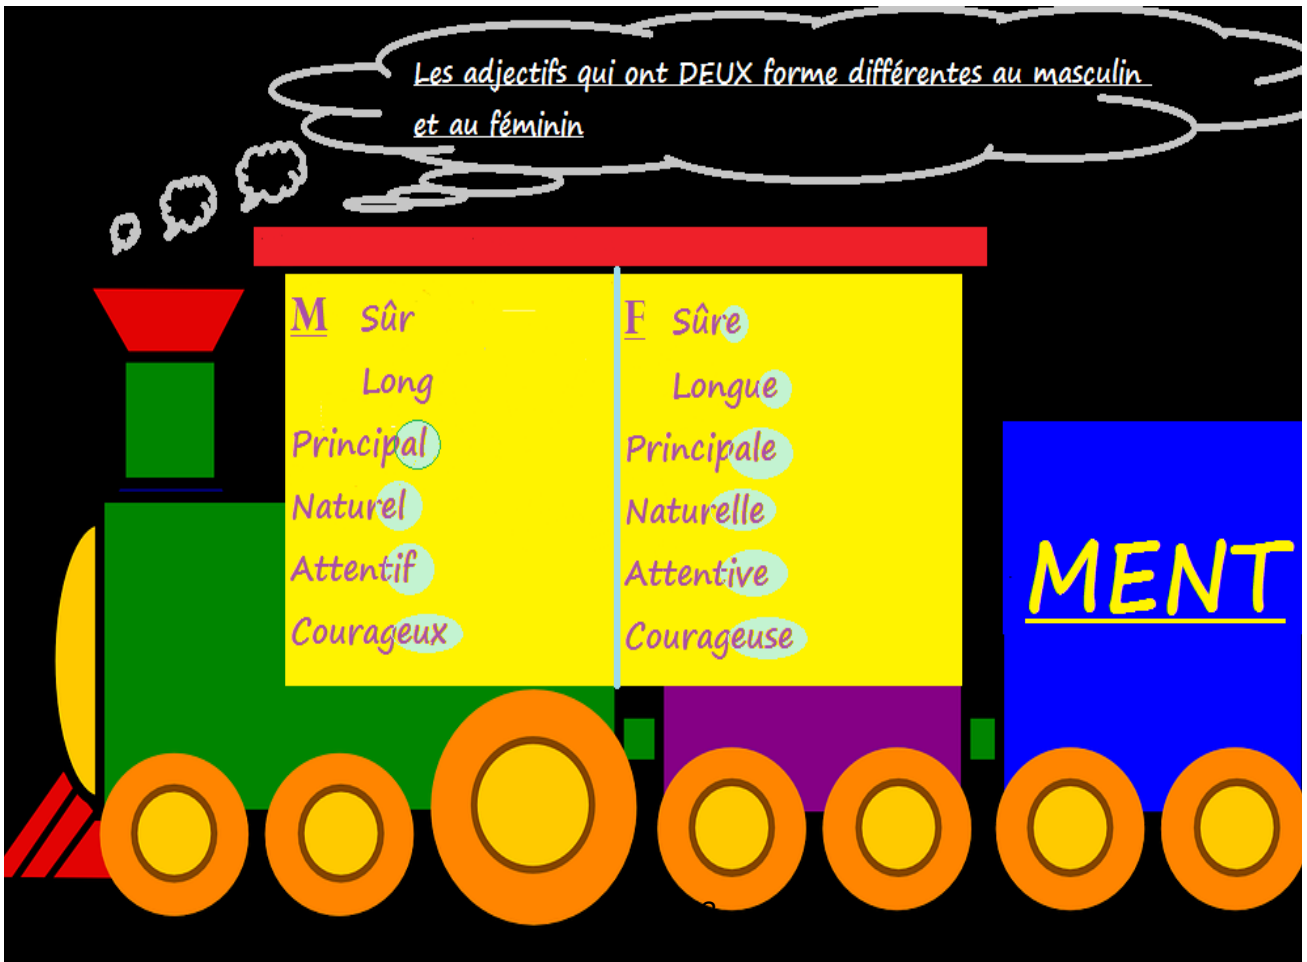 Les adjectifs qui ont DEUX forme différentes au masculin
et au féminin
M Sûr
Long
Principal
Naturel
Attentif
Courageux
F Sûre
Longue
Principale
Naturelle
Attentive
Courageuse
MENT